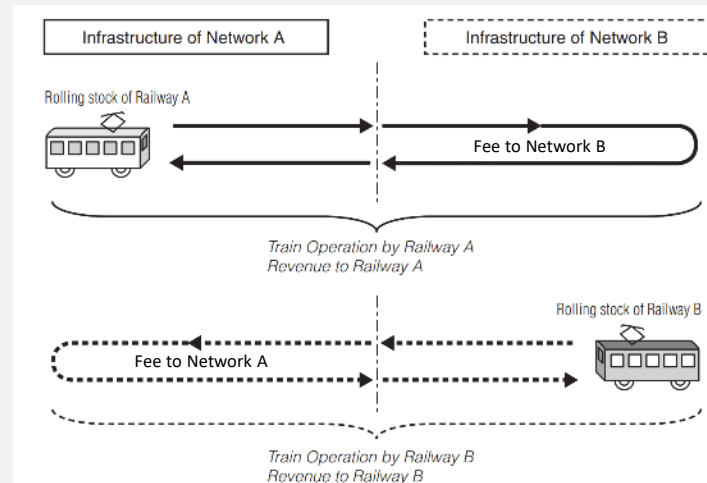 Infrastructure of Network A
Infrastructure of Network B
Rolling stock of Railway A
Fee to Network B
Train Operation by Railway A
Revenue to Railway A
Rolling stock of Railway B
Fee to Network A
Train Operation by Railway B
Revenue to Railway B